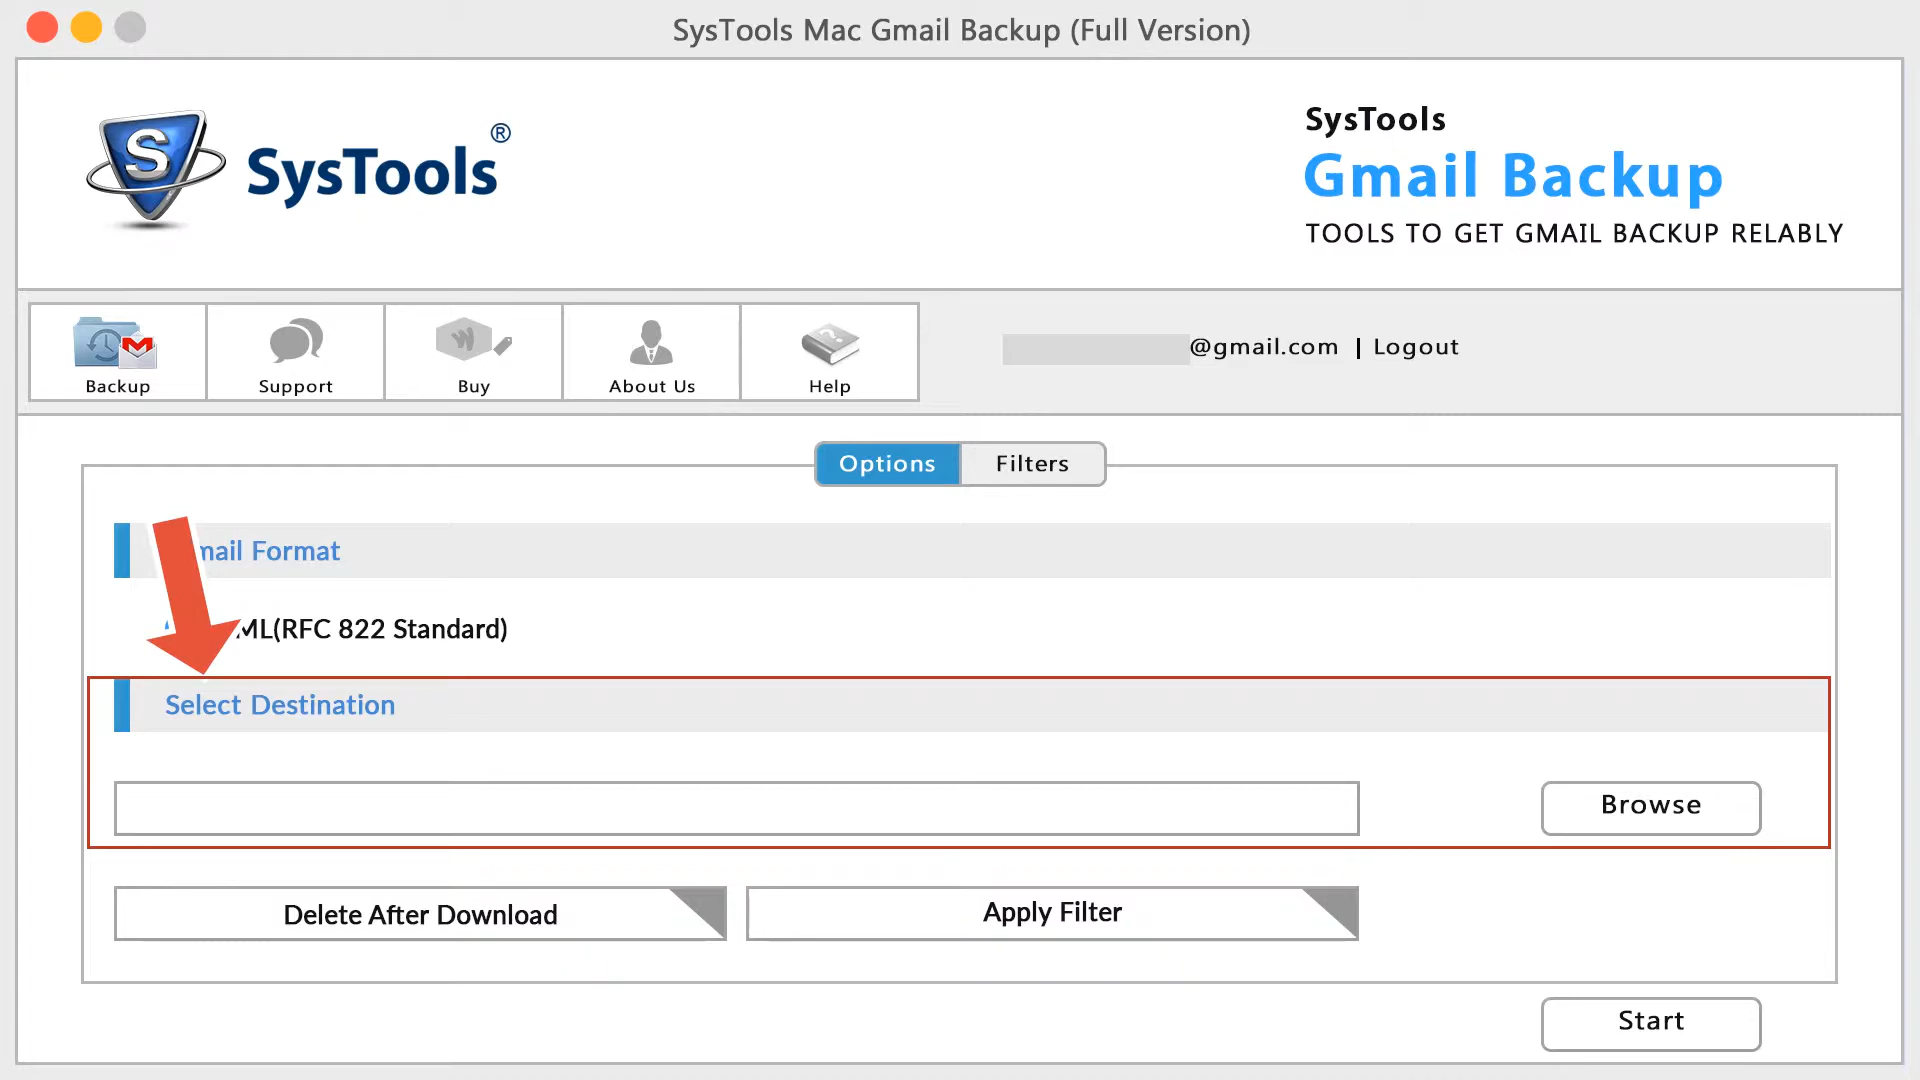 SysTools Mac Gmail Backup (Full Version)
S
SysTools®
SysTools
Gmail Backup
TOOLS TO GET GMAIL BACKUP RELABLY
Backup
Support
Buy
About Us
Help
@gmail.com | Logout
Options
Filters
mail Format
ML(RFC 822 Standard)
Select Destination
Browse
Delete After Download
Apply Filter
Start